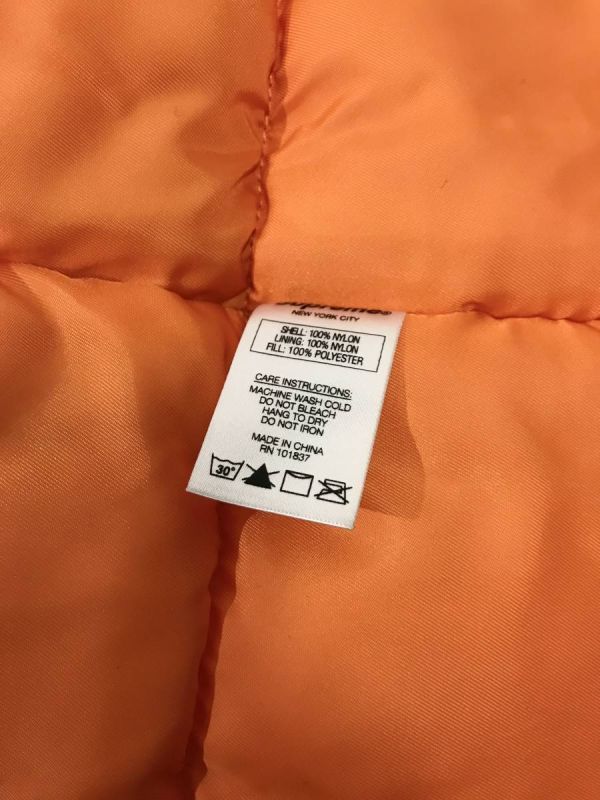 Supreme®
NEW YORK CITY
SHELL: 100% NYLON
LINING: 100% NYLON
FILL: 100% POLYESTER
CARE INSTRUCTIONS:
MACHINE WASH COLD
DO NOT BLEACH
HANG TO DRY
DO NOT IRON
MADE IN CHINA
RN 101837
30°